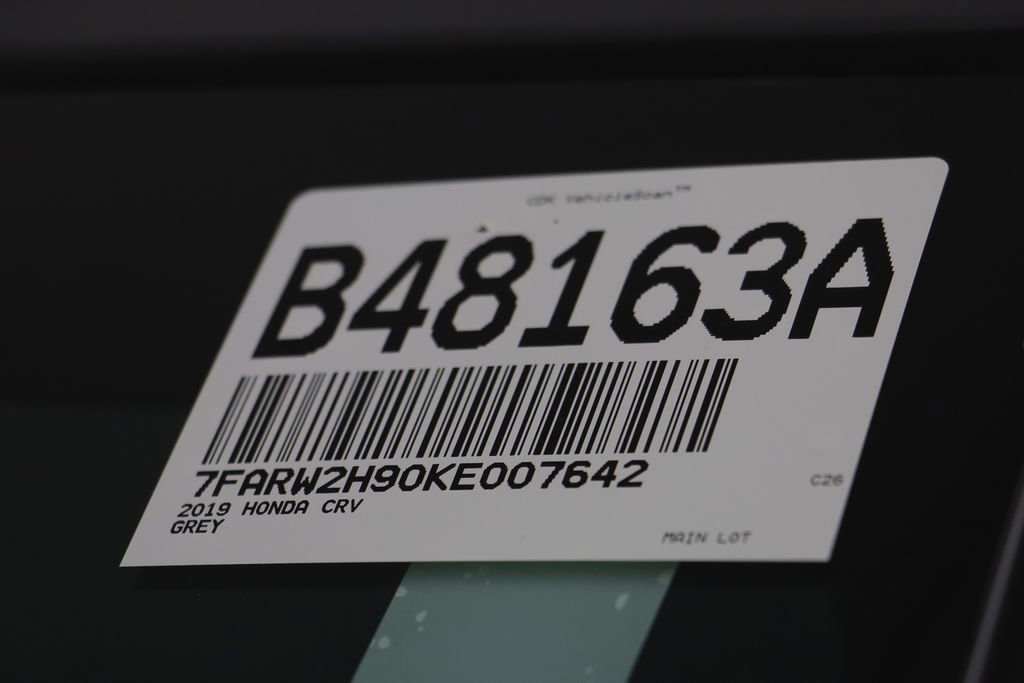 CDK VehicleScan™
B48163A
7FARW2H90KE007642
2019 HONDA CRV
GREY
C26
MAIN LOT